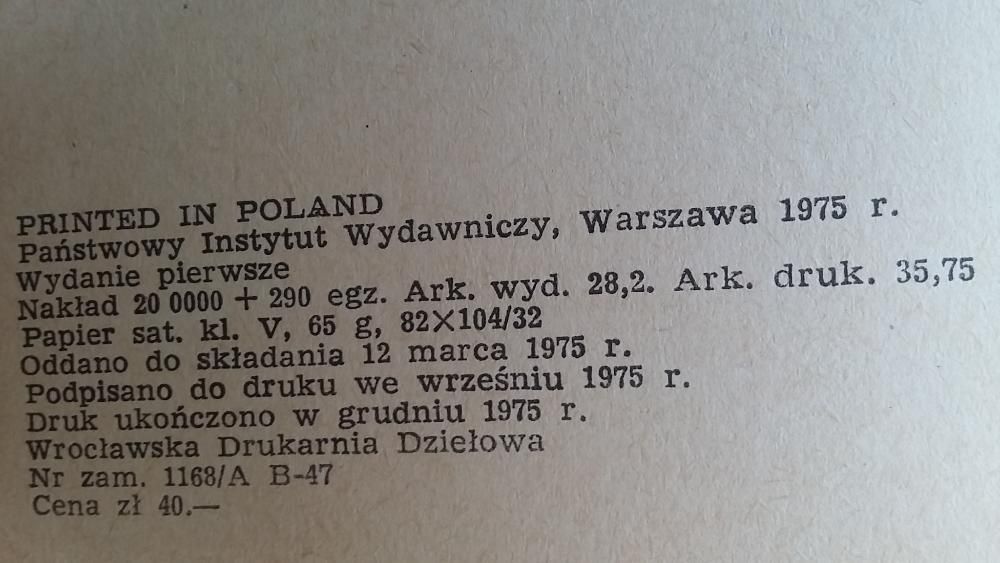 PRINTED IN POLAND
Państwowy Instytut Wydawniczy, Warszawa 1975 r.
Wydanie pierwsze
Nakład 20 0000 + 290 egz. Ark. wyd. 28,2. Ark. druk. 35,75
Papier sat. kl. V, 65 g, 82×104/32
Oddano do składania 12 marca 1975 r.
Podpisano do druku we wrześniu 1975 r.
Druk ukończono w grudniu 1975 r.
Wrocławska Drukarnia Dziełowa
Nr zam. 1168/A B-47
Cena zł 40.—